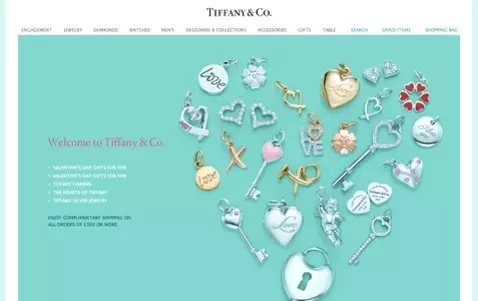 TIFFANY & CO.
ENGAGEMENT JEWELRY DIAMONDS WATCHES MEN'S DESIGNERS & COLLECTIONS ACCESSORIES GIFTS TABLE SEARCH SAVED ITEMS SHOPPING BAG
Welcome to Tiffany & Co.
VALENTINE'S DAY GIFTS FOR HER
VALENTINE'S DAY GIFTS FOR HIM
TIFFANY CHARMS
THE HEARTS OF TIFFANY
TIFFANY SILVER JEWELRY
ENJOY COMPLIMENTARY SHIPPING ON
ALL ORDERS OF $150 OR MORE
Love
Love